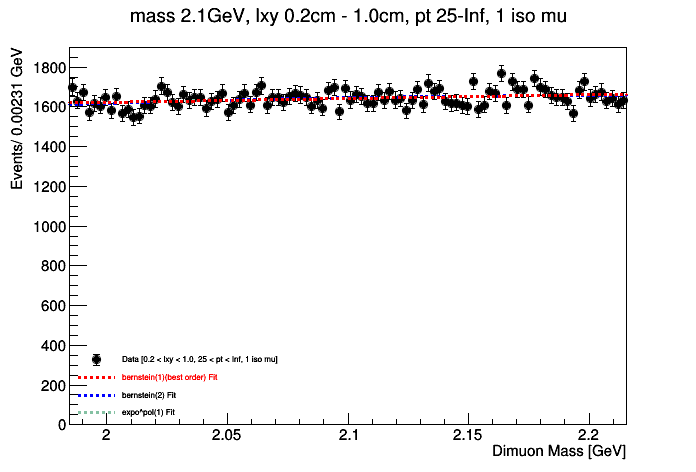 mass 2.1GeV, lxy 0.2cm - 1.0cm, pt 25-Inf, 1 iso mu
Events/ 0.00231 GeV
1800
1600
1400
1200
1000
800
600
400
200
0
Data [0.2 < lxy < 1.0, 25 < pt < Inf, 1 iso mu]
bernstein(1)(best order) Fit
bernstein(2) Fit
expo*pol(1) Fit
2
2.05
2.1
2.15
2.2
Dimuon Mass [GeV]